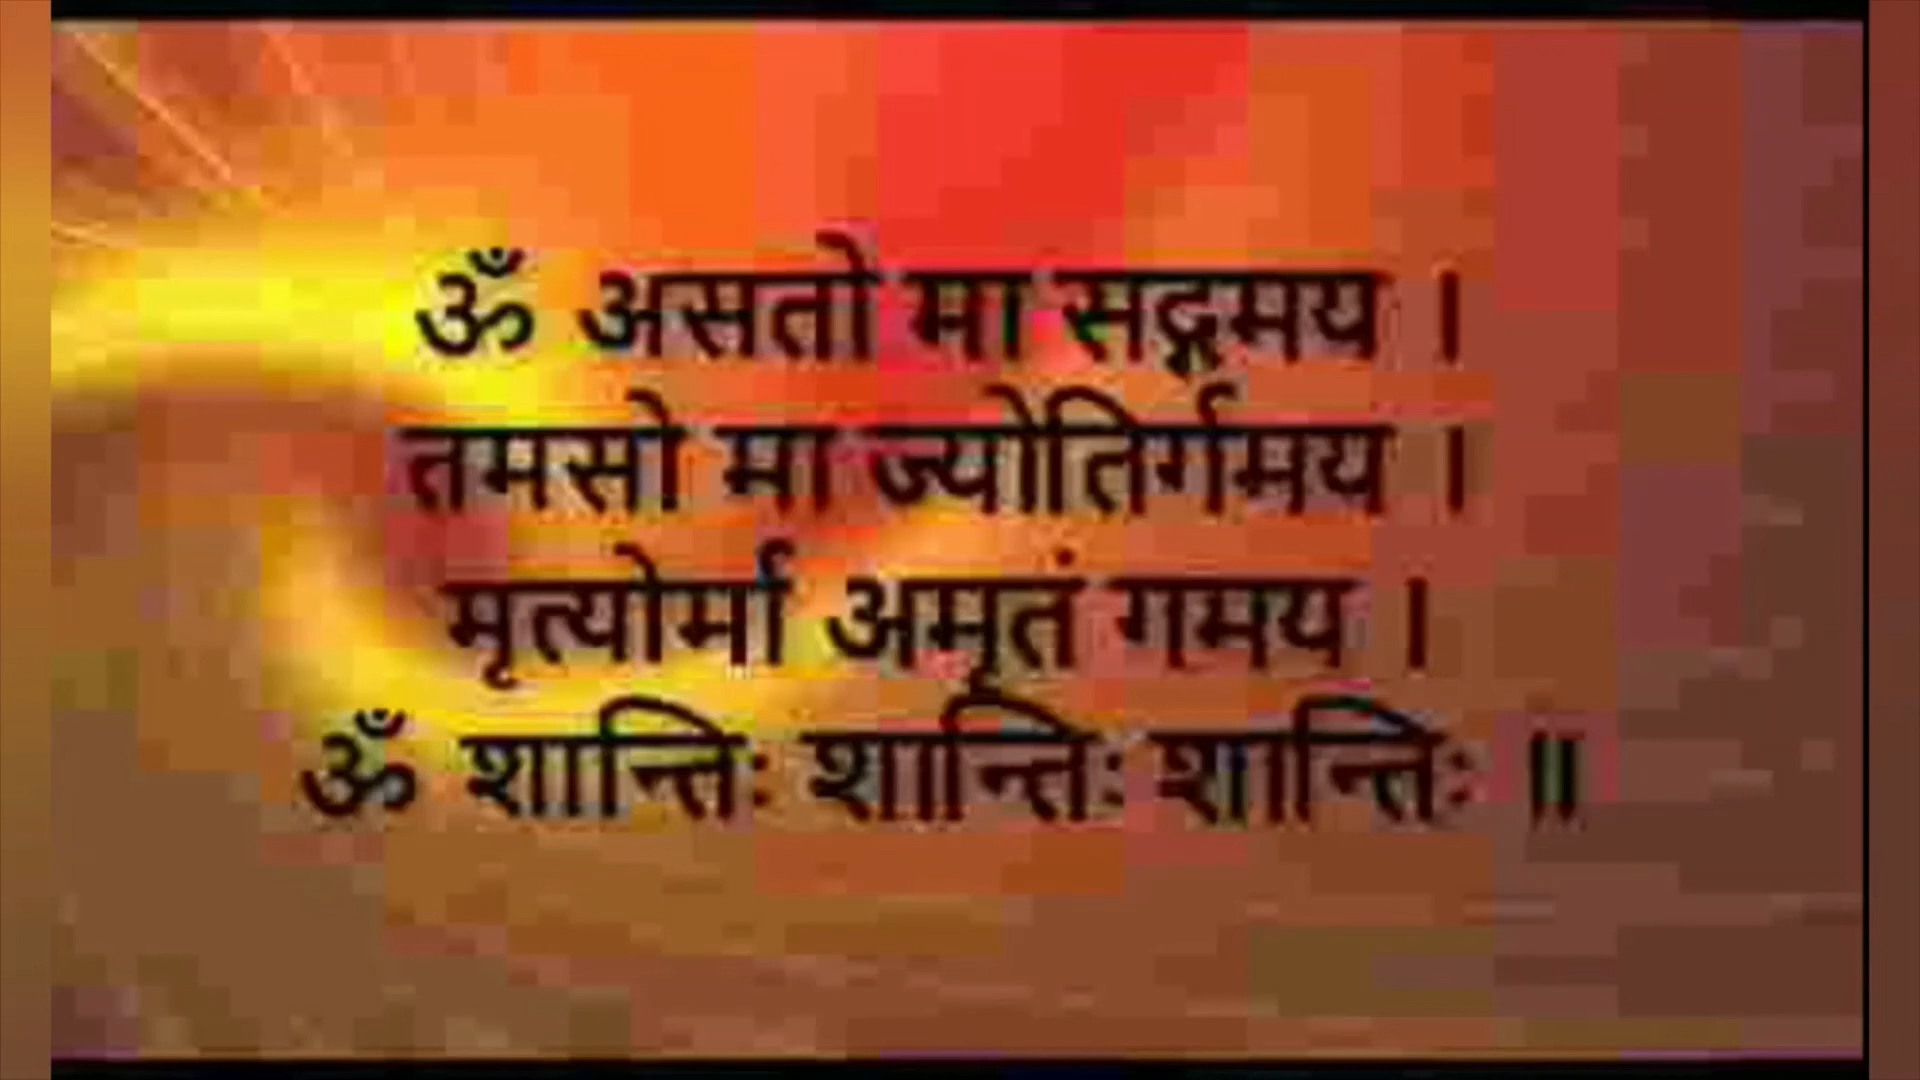 ॐ असतो मा सद्गमय ।
तमसो मा ज्योतिर्गमय ।
मृत्योर्मा अमृतं गमय ।
ॐ शान्तिः शान्तिः शान्तिः ॥